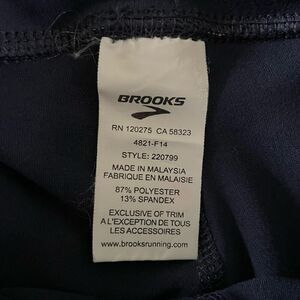 BROOKS
RN 120275 CA 58323
4821-F14
STYLE: 220799
MADE IN MALAYSIA
FABRIQUE EN MALAISIE
87% POLYESTER
13% SPANDEX
EXCLUSIVE OF TRIM
A L'EXCEPTION DE TOUS
LES ACCESSOIRES
www.brooksrunning.com